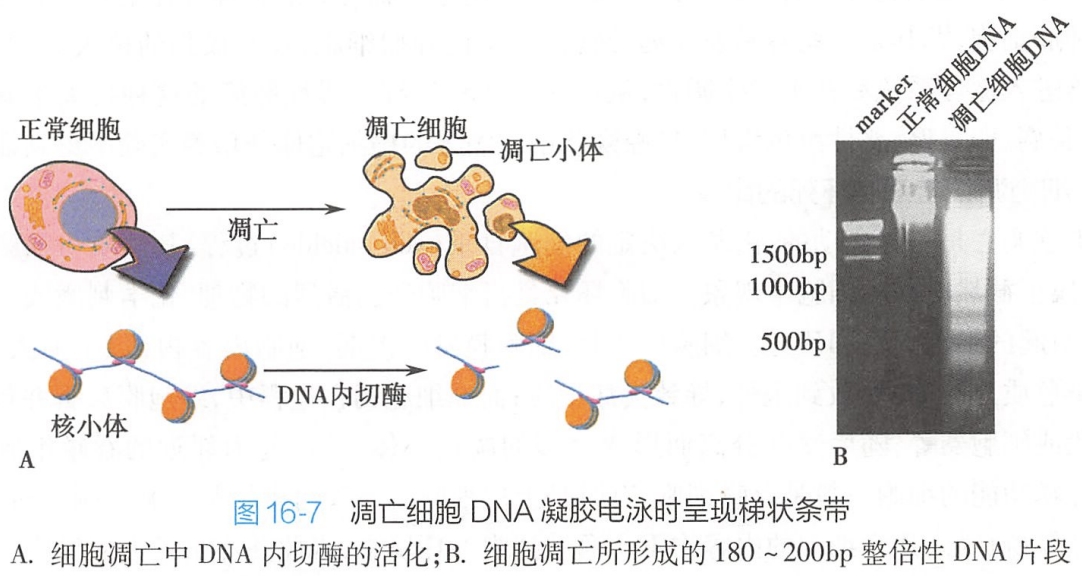 正常细胞
凋亡细胞
凋亡小体
凋亡
核小体
DNA内切酶
A
marker
正常细胞DNA
凋亡细胞DNA
1500bp
1000bp
500bp
B
图 16-7 凋亡细胞 DNA 凝胶电泳时呈现梯状条带
A. 细胞凋亡中 DNA 内切酶的活化;B. 细胞凋亡所形成的 180～200bp 整倍性 DNA 片段